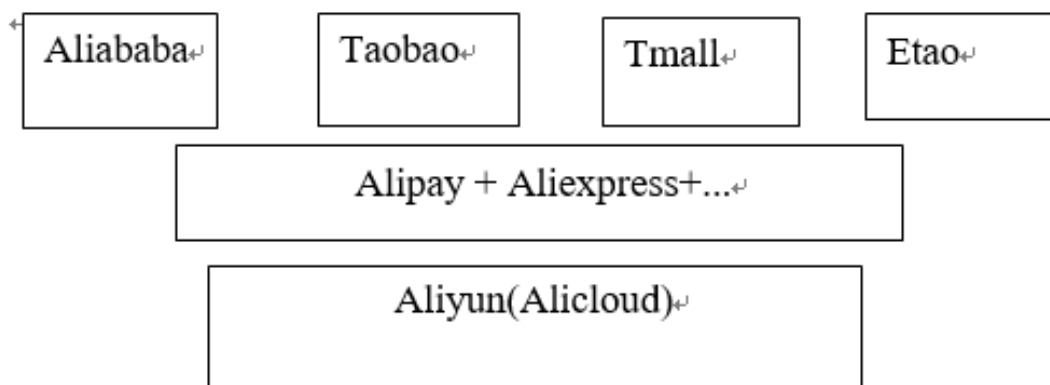 Aliababa
Taobao
Tmall
Etao
Alipay + Aliexpress+...
Aliyun(Alicloud)